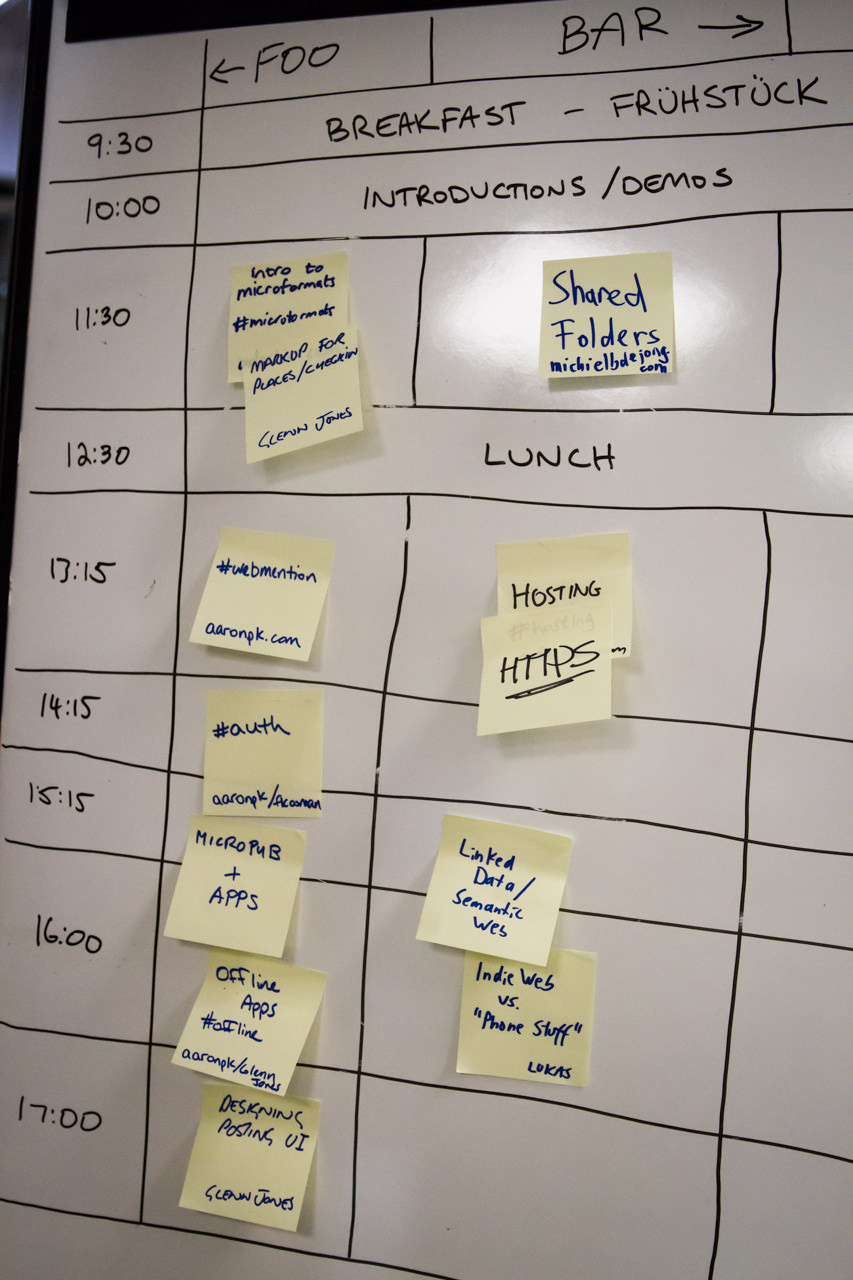 ← FOO
BAR →
9:30
BREAKFAST - FRÜHSTÜCK
10:00
INTRODUCTIONS / DEMOS
11:30
Intro to
microformats
#microformats
MARKUP FOR
PLACES/CHECKIN
GLENN JONES
Shared
Folders
michielbdejong.
com
12:30
LUNCH
13:15
#webmention
aaronpk.com
HOSTING
#hosting
m
HTTPS
14:15
#auth
aaronpk/
15:15
MICROPUB
+
APPS
Linked
Data/
Semantic
Web
16:00
Offline
Apps
#offline
aaronpk/Glenn
Jones
Indie Web
vs.
"Phone Stuff"
LUKAS
17:00
DESIGNING
POSTING UI
GLENN JONES